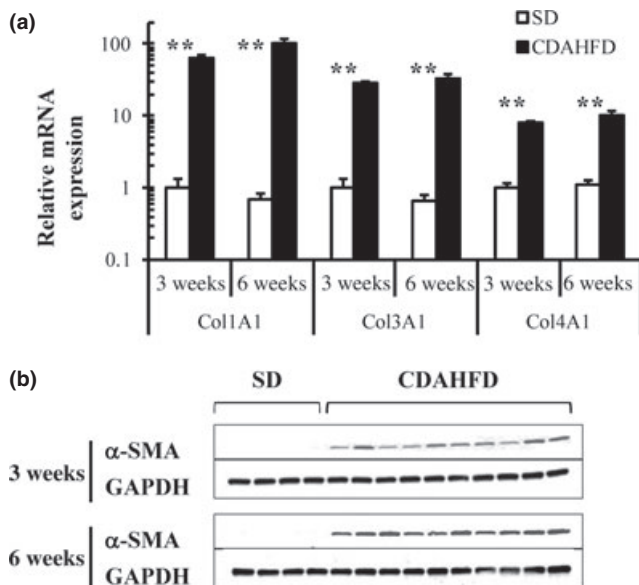 (a)
SD
CDAHFD
Relative mRNA
expression
100
10
1
0.1
** ** ** ** ** **
3 weeks 6 weeks 3 weeks 6 weeks 3 weeks 6 weeks
Col1A1 Col3A1 Col4A1
(b)
SD CDAHFD
3 weeks
α-SMA
GAPDH
6 weeks
α-SMA
GAPDH